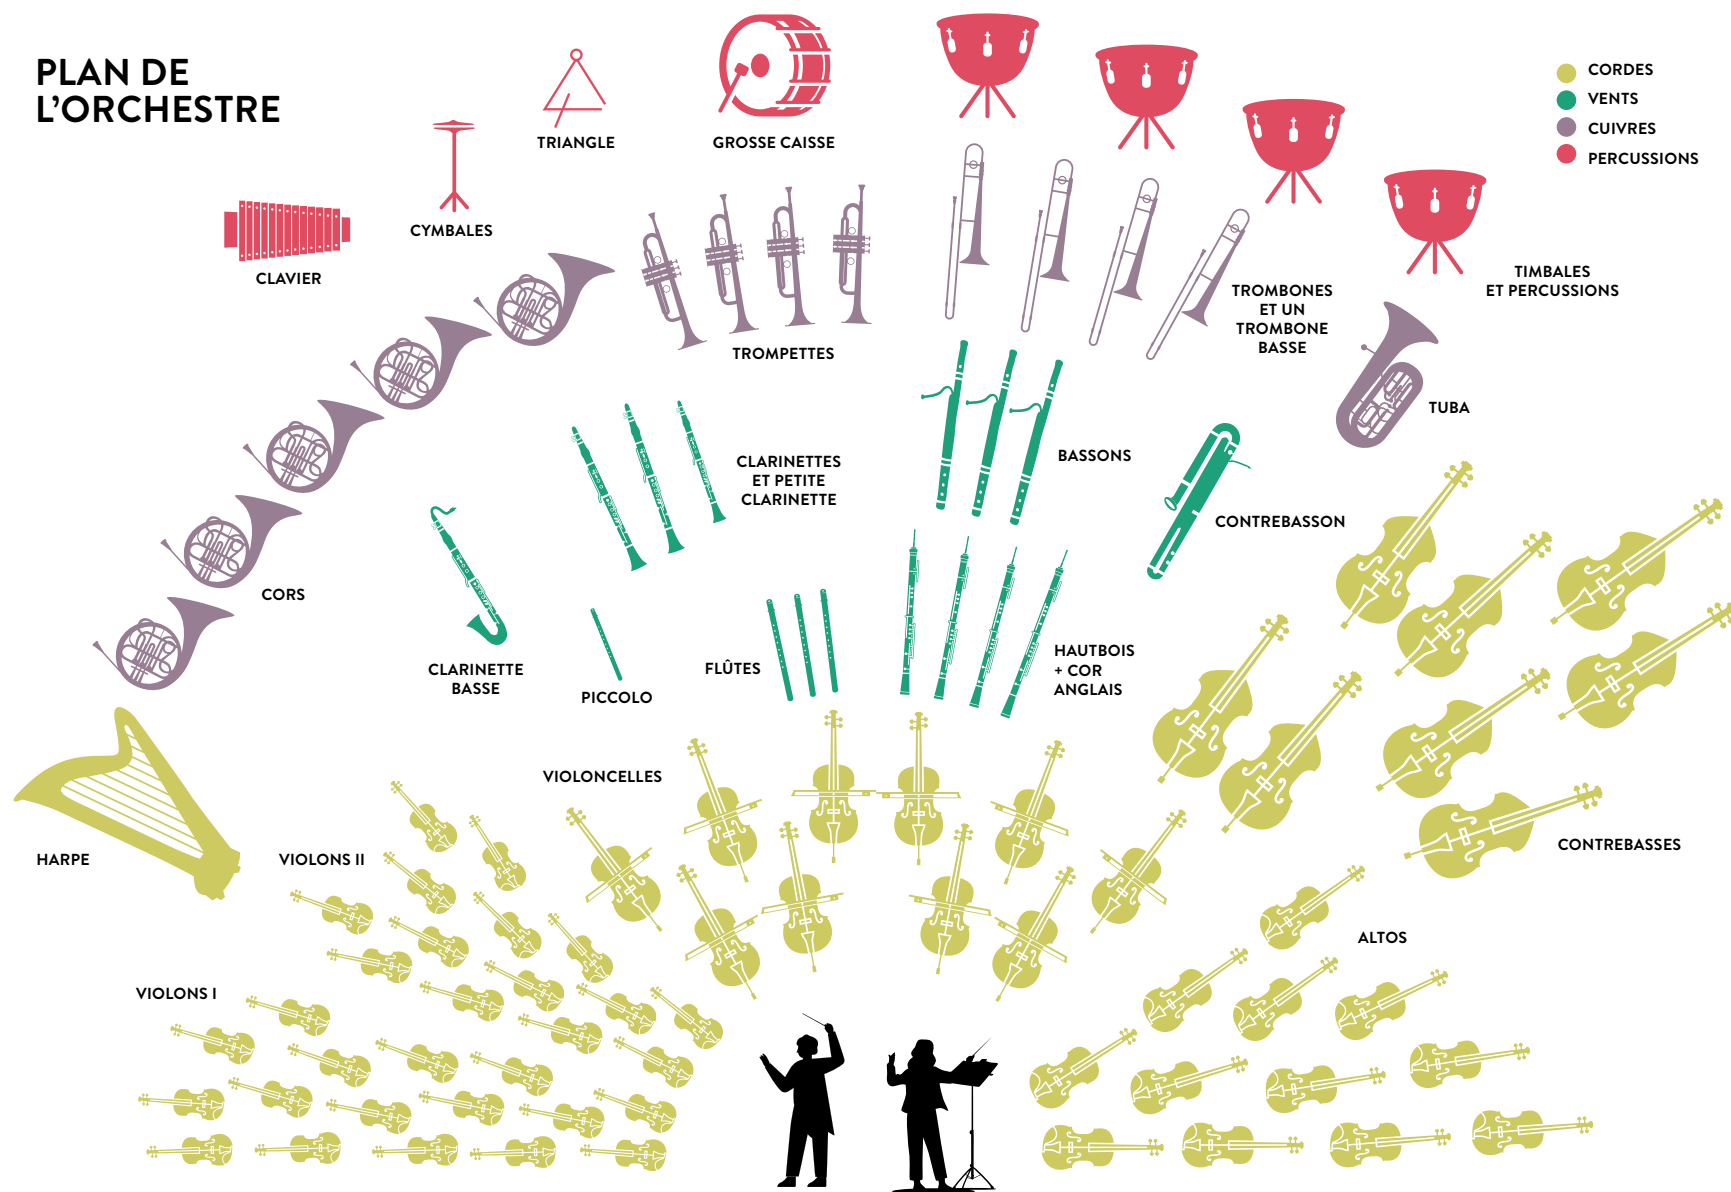 PLAN DE
L'ORCHESTRE
CORDES
VENTS
CUIVRES
PERCUSSIONS
TRIANGLE
GROSSE CAISSE
CYMBALES
CLAVIER
TIMBALES
ET PERCUSSIONS
TROMBONES
ET UN
TROMBONE
BASSE
TROMPETTES
TUBA
CLARINETTES
ET PETITE
CLARINETTE
BASSONS
CONTREBASSON
CORS
CLARINETTE
BASSE
PICCOLO
FLÛTES
HAUTBOIS
+ COR
ANGLAIS
VIOLONCELLES
HARPE
VIOLONS II
CONTREBASSES
ALTOS
VIOLONS I